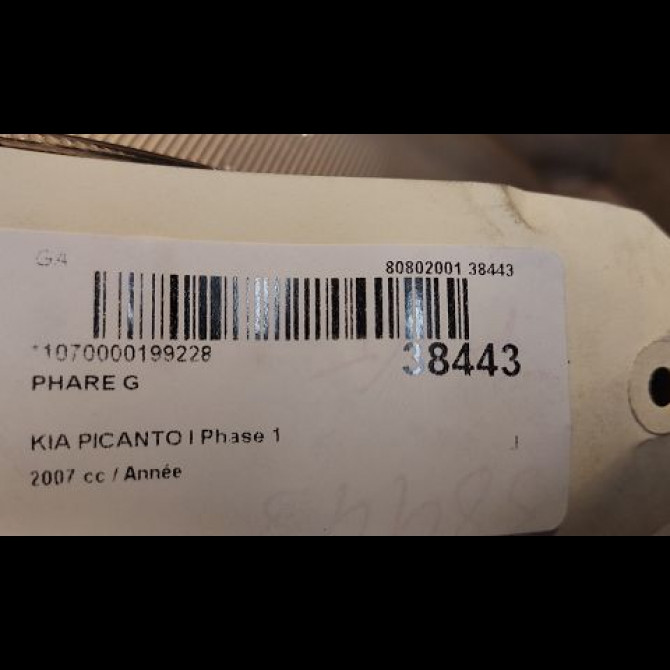 G4
80802001 38443
*1070000199228
38443
PHARE G
KIA PICANTO I Phase 1
J
2007 cc / Année